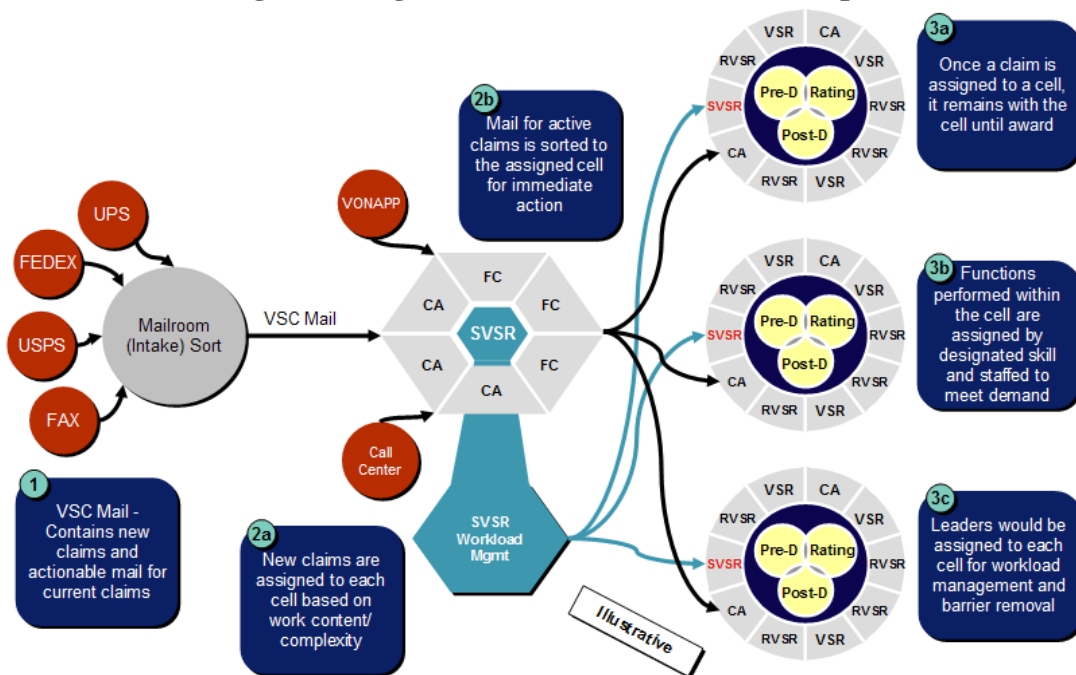 UPS
FEDEX
USPS
FAX
Mailroom
(Intake) Sort
VSC Mail
1
VSC Mail -
Contains new
claims and
actionable mail for
current claims
2a
New claims are
assigned to each
cell based on
work content/
complexity
2b
Mail for active
claims is sorted to
the assigned cell
for immediate
action
VONAPP
FC
CA
FC
SVSR
CA
FC
CA
Call
Center
SVSR
Workload
Mgmt
Illustrative
VSR
CA
RVSR
VSR
Pre-D
Rating
SVSR
RVSR
Post-D
CA
RVSR
RVSR
VSR
3a
Once a claim is
assigned to a cell,
it remains with the
cell until award
VSR
CA
RVSR
VSR
Pre-D
Rating
SVSR
RVSR
Post-D
CA
RVSR
RVSR
VSR
3b
Functions
performed within
the cell are
assigned by
designated skill
and staffed to
meet demand
VSR
CA
RVSR
VSR
Pre-D
Rating
SVSR
RVSR
Post-D
CA
RVSR
RVSR
VSR
3c
Leaders would be
assigned to each
cell for workload
management and
barrier removal